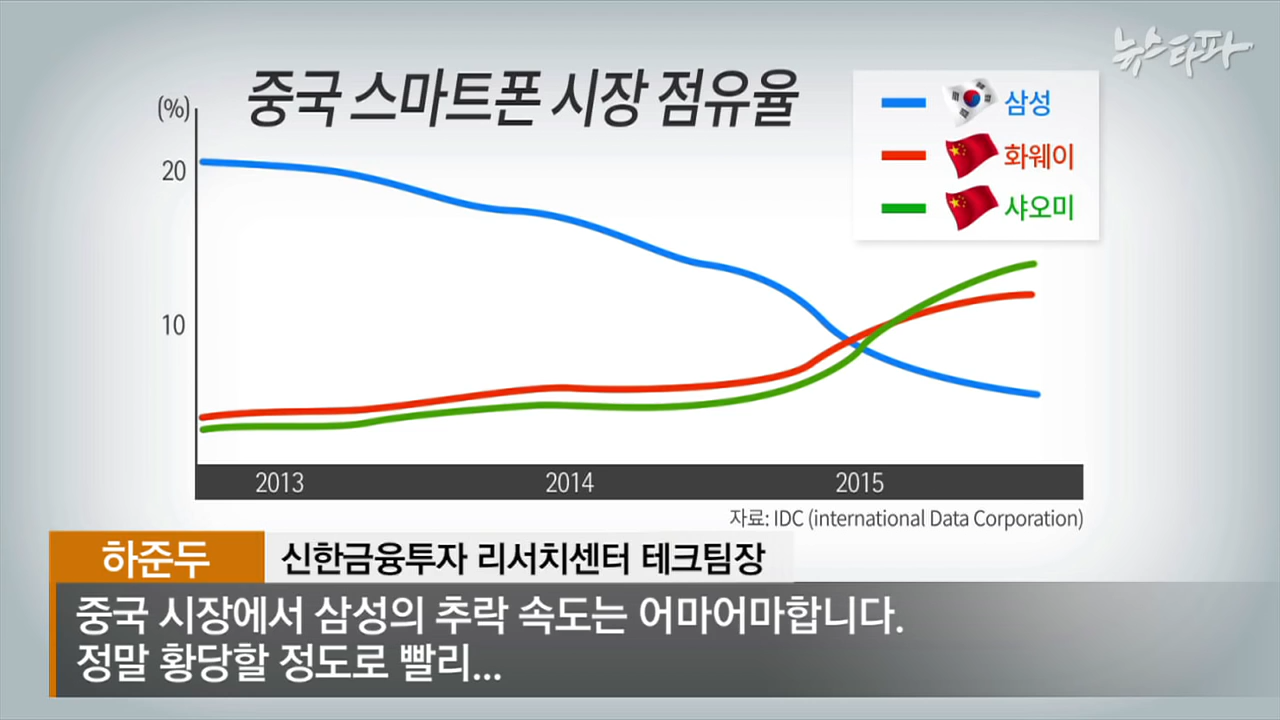 뉴스타파
중국 스마트폰 시장 점유율
(%)
20
10
삼성
화웨이
샤오미
2013 2014 2015
자료: IDC (international Data Corporation)
하준두 신한금융투자 리서치센터 테크팀장
중국 시장에서 삼성의 추락 속도는 어마어마합니다.
정말 황당할 정도로 빨리...